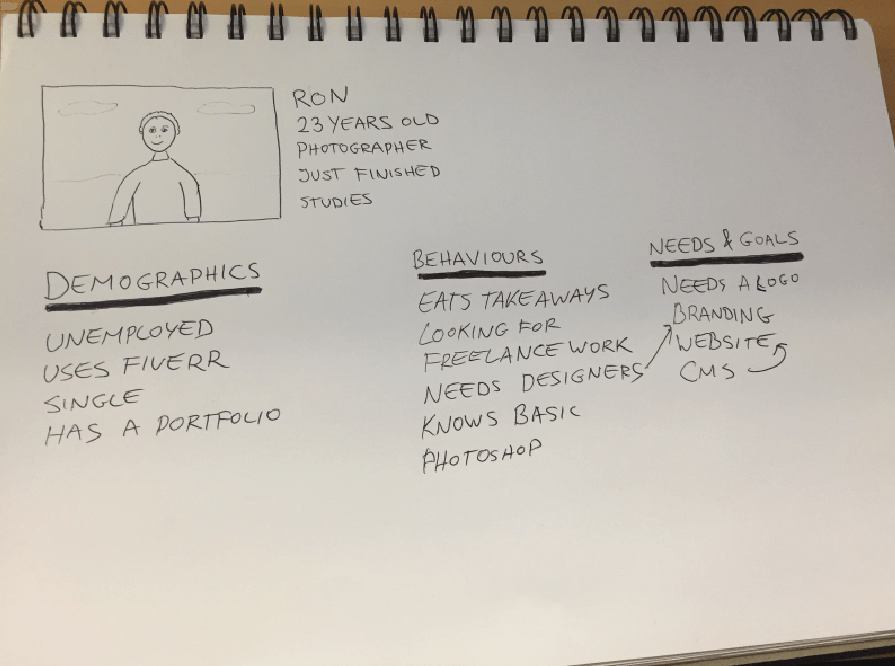 RON
23 YEARS OLD
PHOTOGRAPHER
JUST FINISHED
STUDIES
DEMOGRAPHICS
UNEMPLOYED
USES FIVERR
SINGLE
HAS A PORTFOLIO
BEHAVIOURS
EATS TAKEAWAYS
LOOKING FOR
FREELANCE WORK
NEEDS DESIGNERS
KNOWS BASIC
PHOTOSHOP
NEEDS & GOALS
NEEDS A LOGO
BRANDING
WEBSITE
CMS